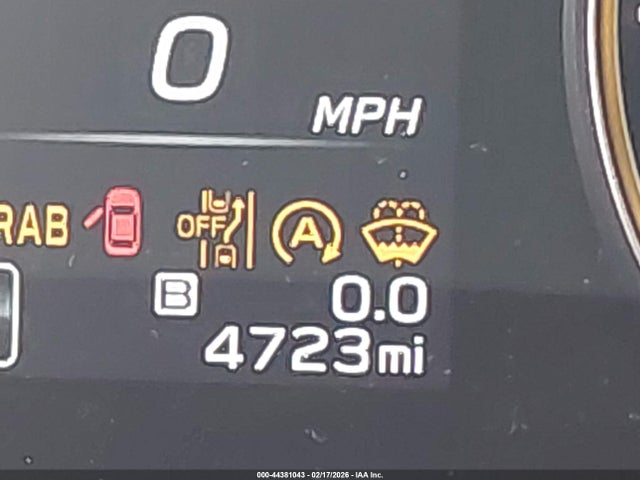 0
MPH
RAB
OFF
A
B 0.0
4723mi
000-44381043 - 02/17/2026 - IAA Inc.